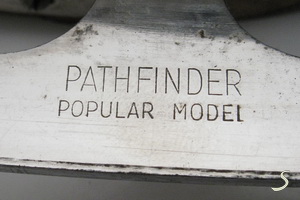 PATHFINDER
POPULAR MODEL
S